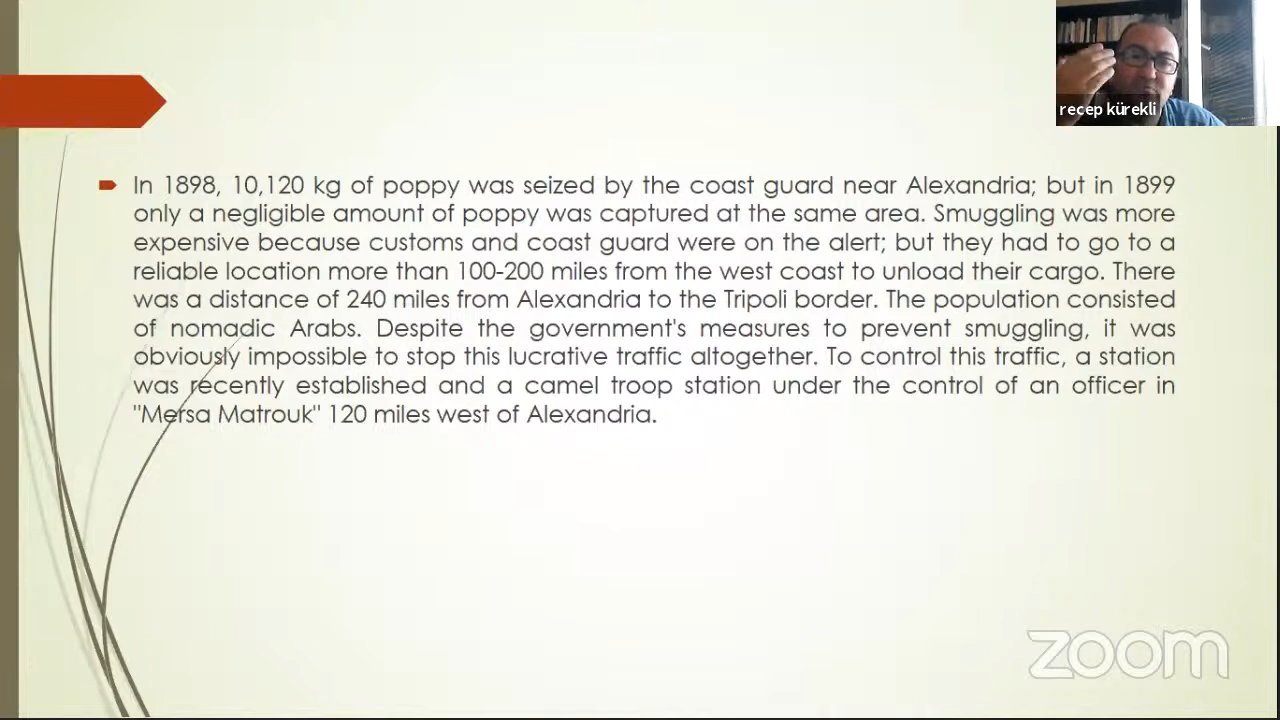 recep kürekli
In 1898, 10,120 kg of poppy was seized by the coast guard near Alexandria; but in 1899
only a negligible amount of poppy was captured at the same area. Smuggling was more
expensive because customs and coast guard were on the alert; but they had to go to a
reliable location more than 100-200 miles from the west coast to unload their cargo. There
was a distance of 240 miles from Alexandria to the Tripoli border. The population consisted
of nomadic Arabs. Despite the government's measures to prevent smuggling, it was
obviously impossible to stop this lucrative traffic altogether. To control this traffic, a station
was recently established and a camel troop station under the control of an officer in
"Mersa Matrouk" 120 miles west of Alexandria.
zoom